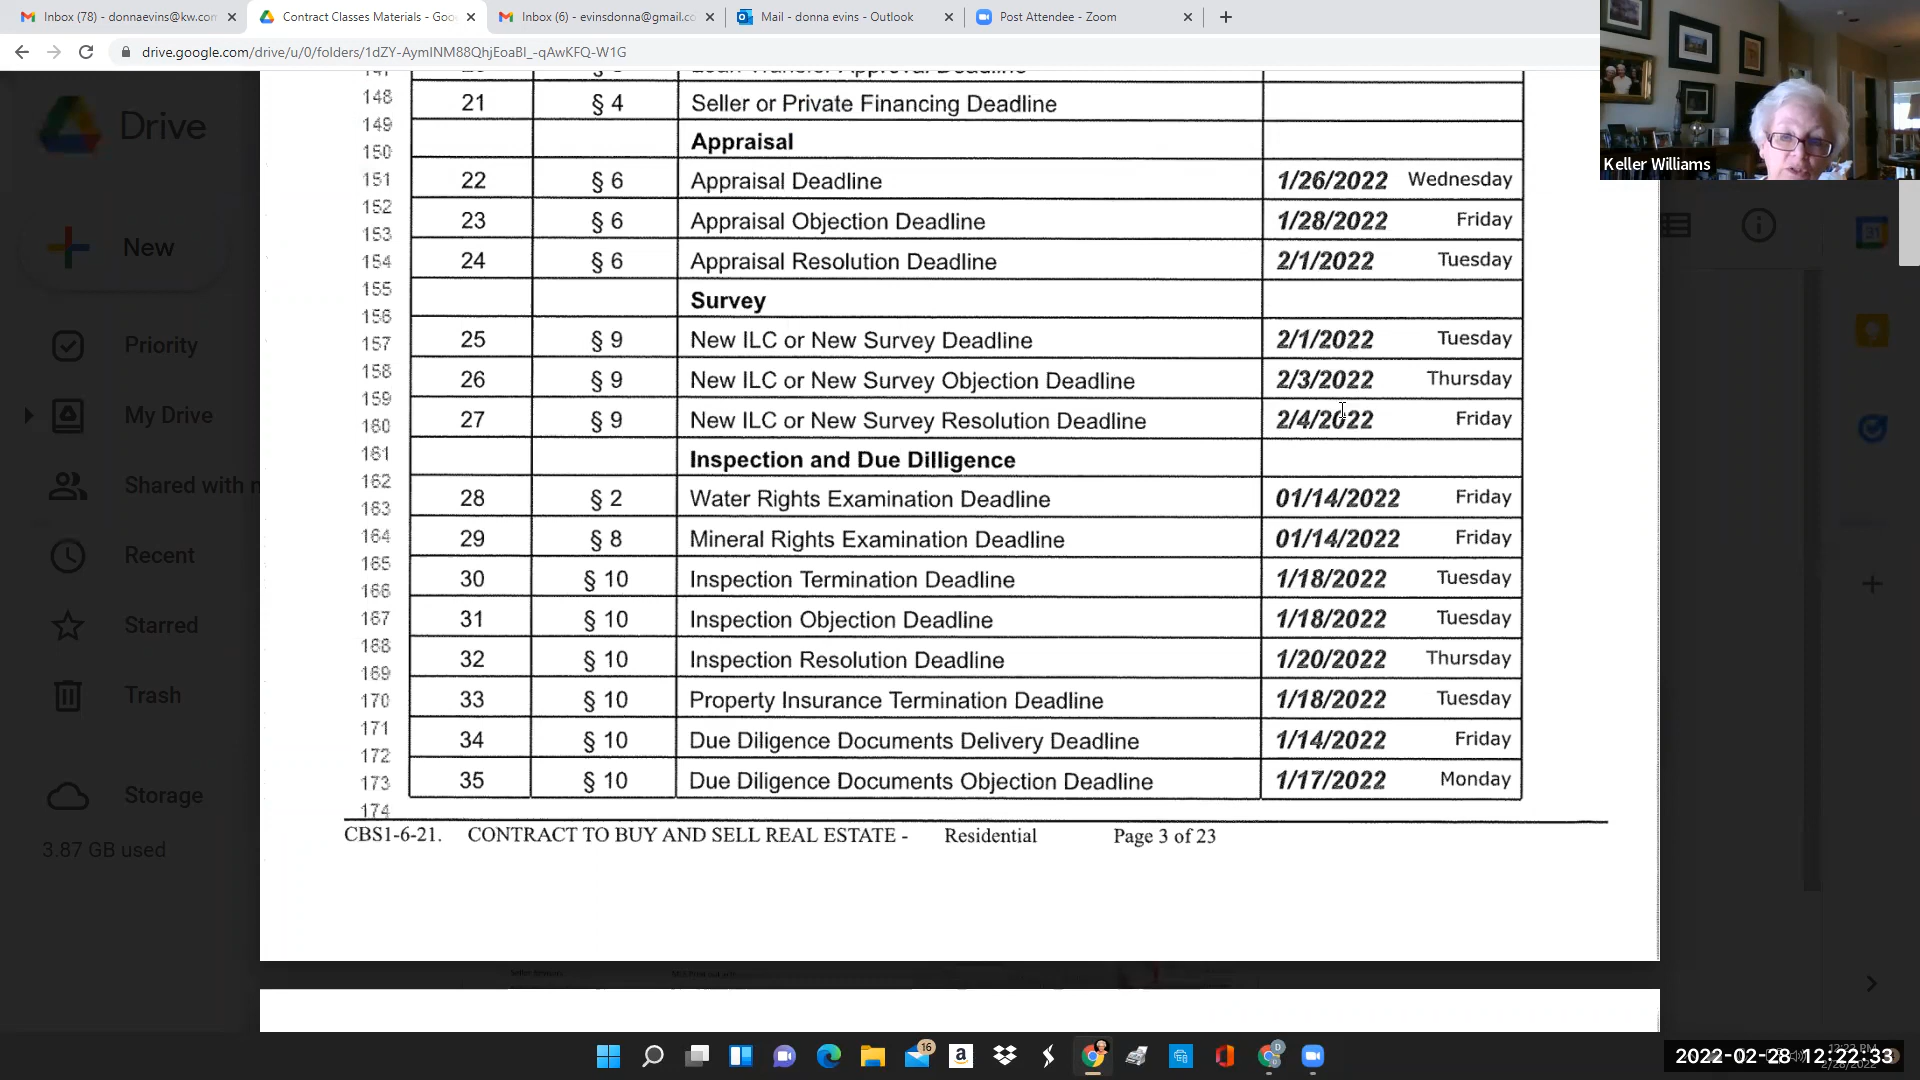 Inbox (78) - donnaevins@kw.con
Contract Classes Materials - Goo
Inbox (6) - evinsdonna@gmail.co
Mail - donna evins - Outlook
Post Attendee - Zoom
drive.google.com/drive/u/0/folders/1dZY-AymINM88QhjEoaBI_-qAwKFQ-W1G
Keller Williams
Drive
New
Priority
My Drive
Shared with
Recent
Starred
Trash
Storage
3.87 GB used
148 21 § 4 Seller or Private Financing Deadline
149
150 Appraisal
151 22 § 6 Appraisal Deadline 1/26/2022 Wednesday
152
153 23 § 6 Appraisal Objection Deadline 1/28/2022 Friday
154 24 § 6 Appraisal Resolution Deadline 2/1/2022 Tuesday
155
156 Survey
157 25 § 9 New ILC or New Survey Deadline 2/1/2022 Tuesday
158 26 § 9 New ILC or New Survey Objection Deadline 2/3/2022 Thursday
159
160 27 § 9 New ILC or New Survey Resolution Deadline 2/4/2022 Friday
161 Inspection and Due Dilligence
162
163 28 § 2 Water Rights Examination Deadline 01/14/2022 Friday
164 29 § 8 Mineral Rights Examination Deadline 01/14/2022 Friday
165
166 30 § 10 Inspection Termination Deadline 1/18/2022 Tuesday
167 31 § 10 Inspection Objection Deadline 1/18/2022 Tuesday
168
169 32 § 10 Inspection Resolution Deadline 1/20/2022 Thursday
170 33 § 10 Property Insurance Termination Deadline 1/18/2022 Tuesday
171
172 34 § 10 Due Diligence Documents Delivery Deadline 1/14/2022 Friday
173 35 § 10 Due Diligence Documents Objection Deadline 1/17/2022 Monday
174
CBS1-6-21. CONTRACT TO BUY AND SELL REAL ESTATE - Residential Page 3 of 23
31
16
2022-02-28 12:22:33